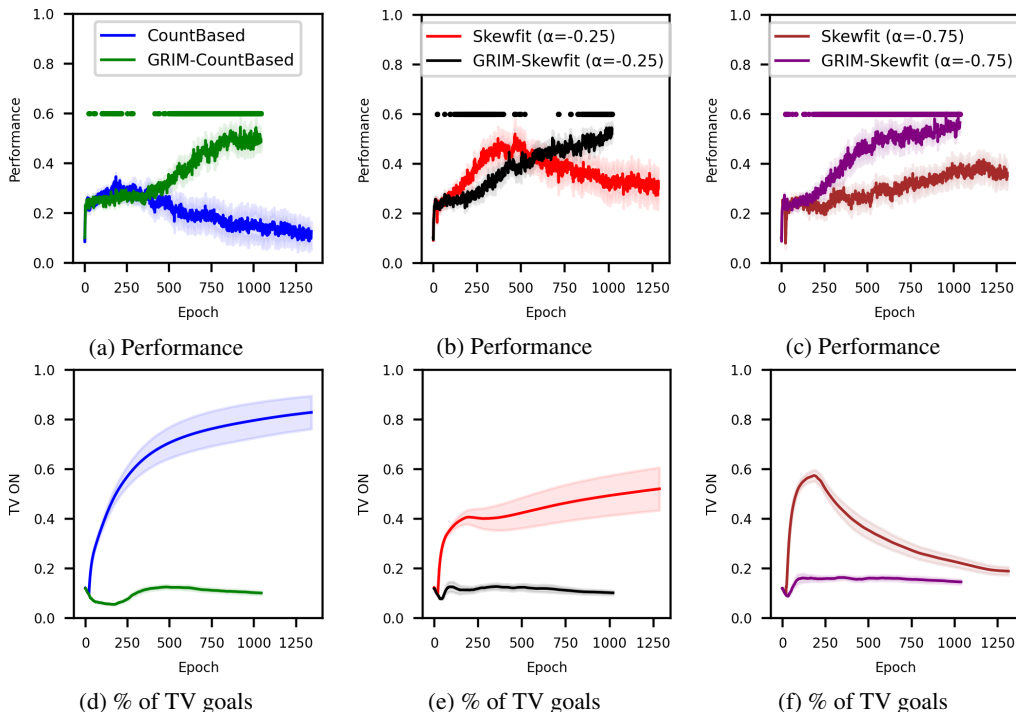 1.0
0.8
0.6
0.4
0.2
0.0
Performance
CountBased
GRIM-CountBased
0 250 500 750 1000 1250
Epoch
(a) Performance
1.0
0.8
0.6
0.4
0.2
0.0
Performance
Skewfit (α=-0.25)
GRIM-Skewfit (α=-0.25)
0 250 500 750 1000 1250
Epoch
(b) Performance
1.0
0.8
0.6
0.4
0.2
0.0
Performance
Skewfit (α=-0.75)
GRIM-Skewfit (α=-0.75)
0 250 500 750 1000 1250
Epoch
(c) Performance
1.0
0.8
0.6
0.4
0.2
0.0
TV ON
0 250 500 750 1000 1250
Epoch
(d) % of TV goals
1.0
0.8
0.6
0.4
0.2
0.0
TV ON
0 250 500 750 1000 1250
Epoch
(e) % of TV goals
1.0
0.8
0.6
0.4
0.2
0.0
TV ON
0 250 500 750 1000 1250
Epoch
(f) % of TV goals